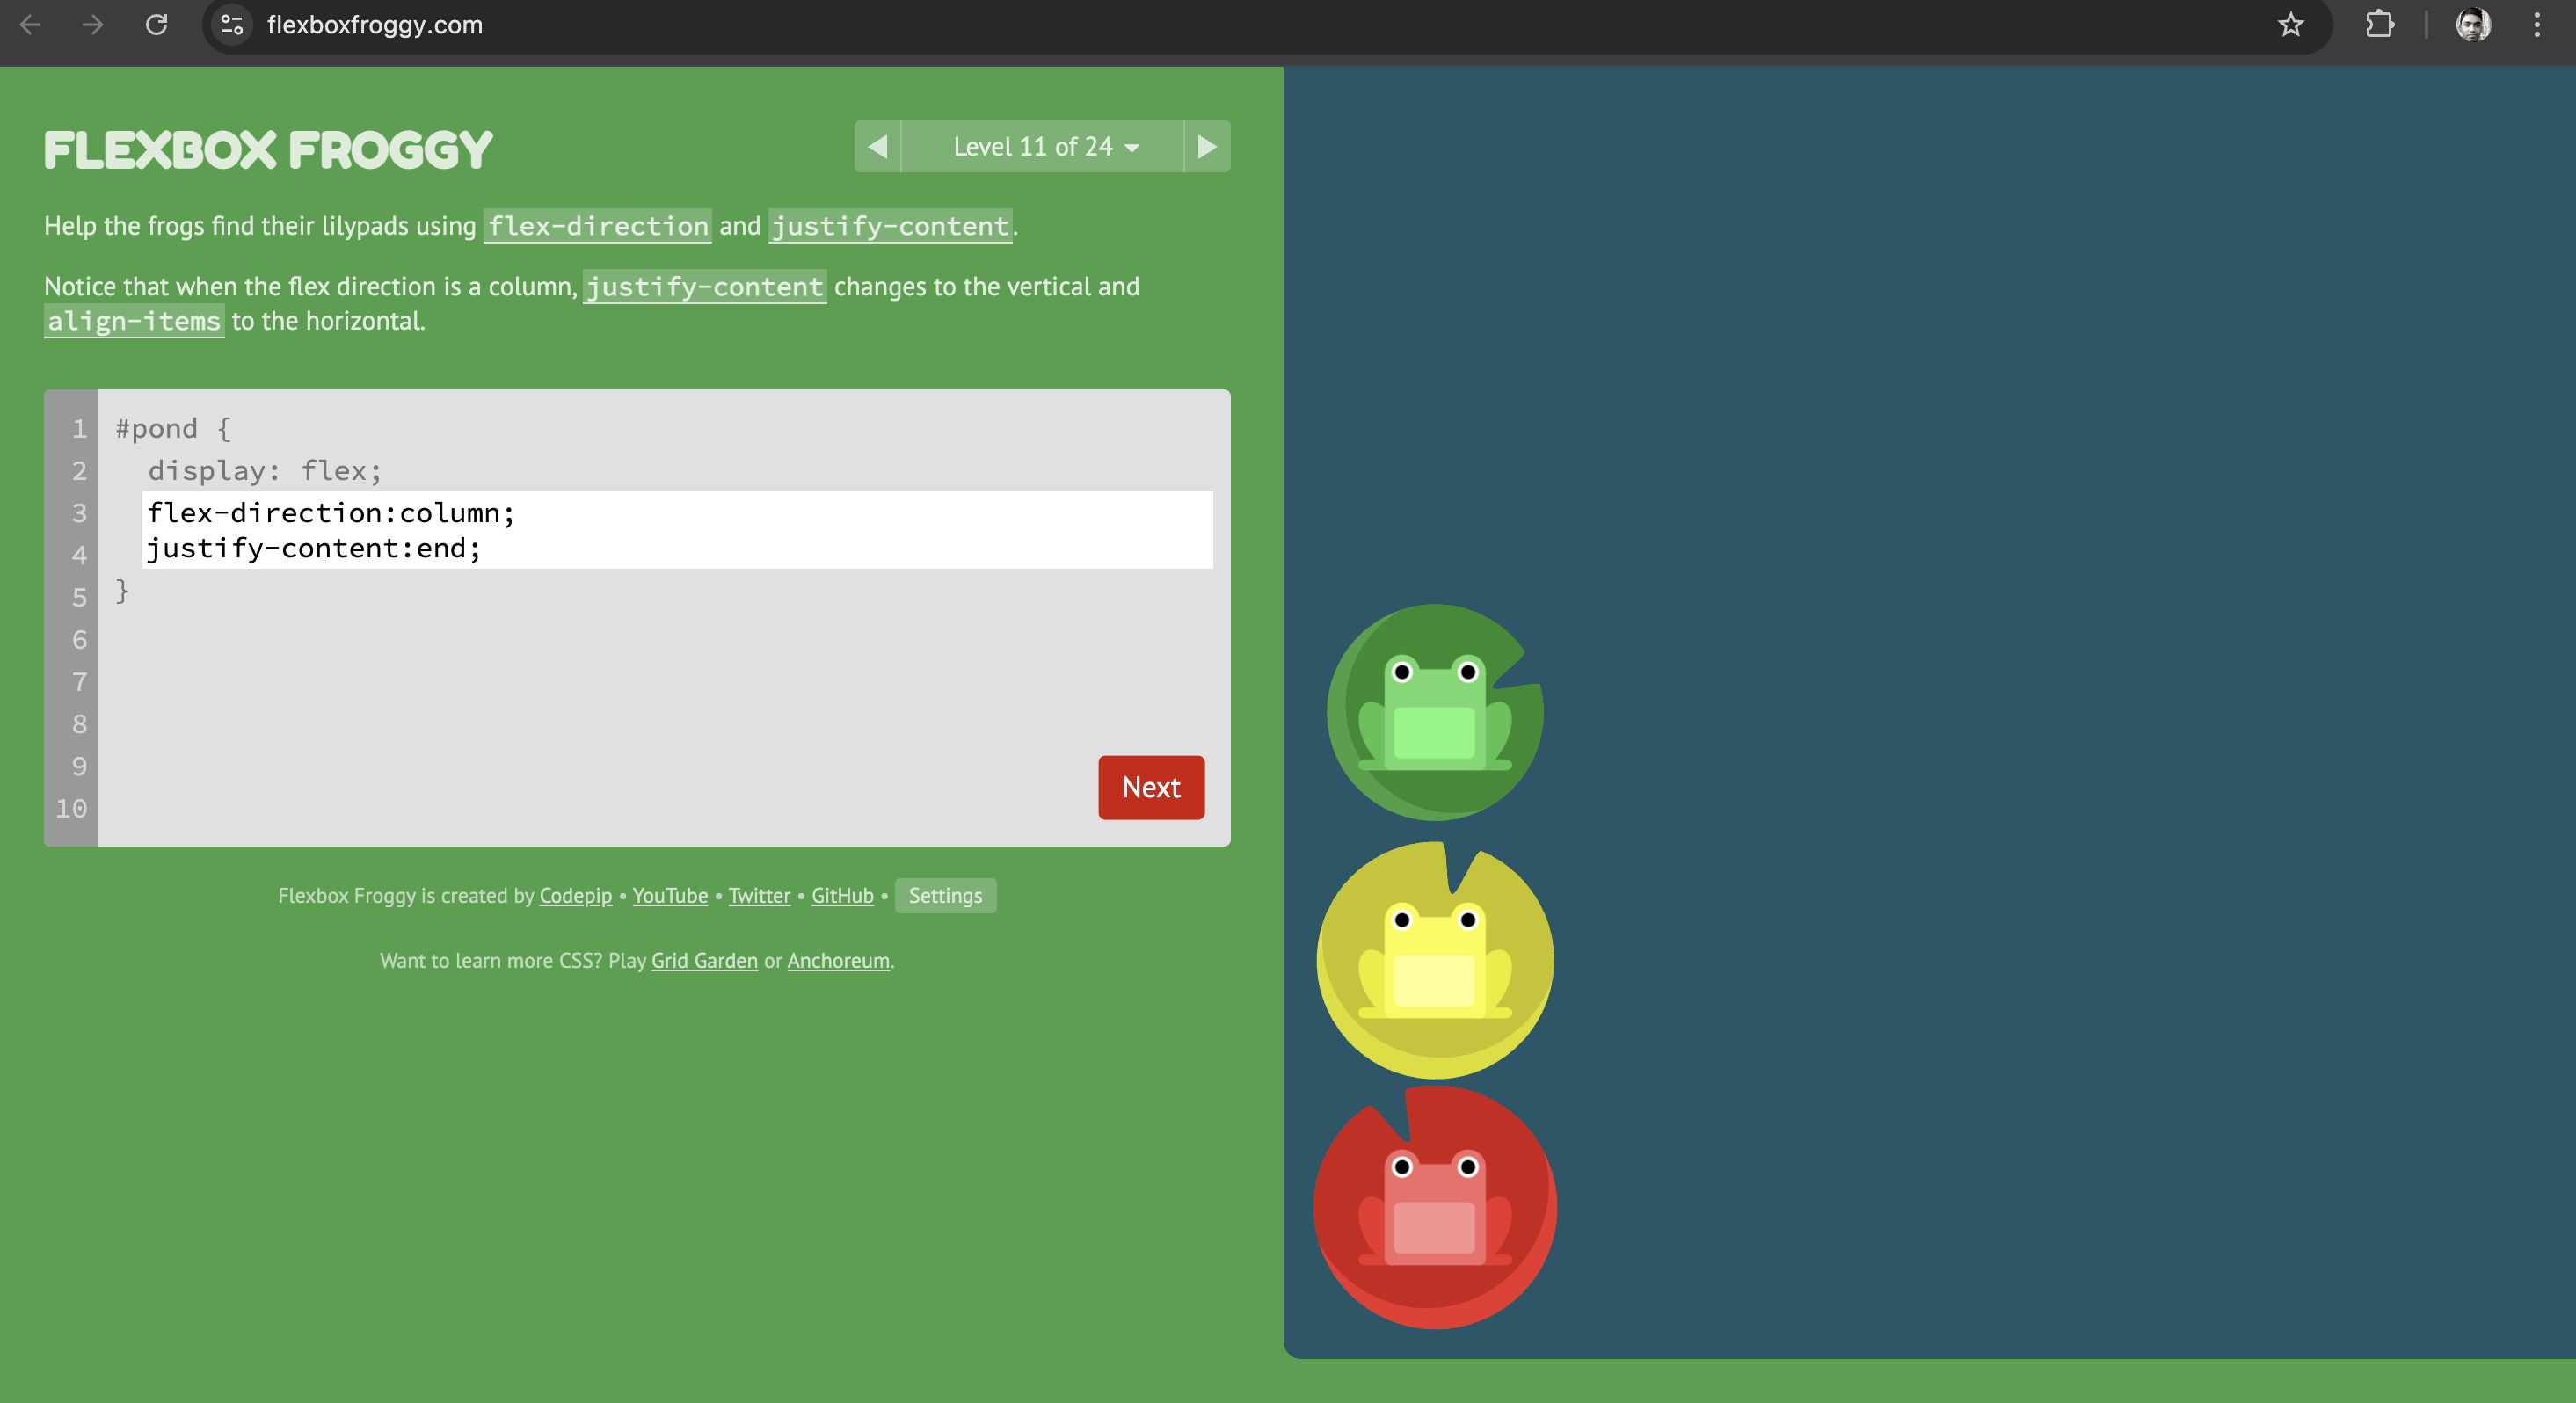 flexboxfroggy.com
FLEXBOX FROGGY
Level 11 of 24
Help the frogs find their lilypads using flex-direction and justify-content.
Notice that when the flex direction is a column, justify-content changes to the vertical and
align-items to the horizontal.
1 #pond {
2 display: flex;
3 flex-direction:column;
4 justify-content:end;
5 }
6
7
8
9
10
Next
Flexbox Froggy is created by Codepip • YouTube • Twitter • GitHub • Settings
Want to learn more CSS? Play Grid Garden or Anchoreum.